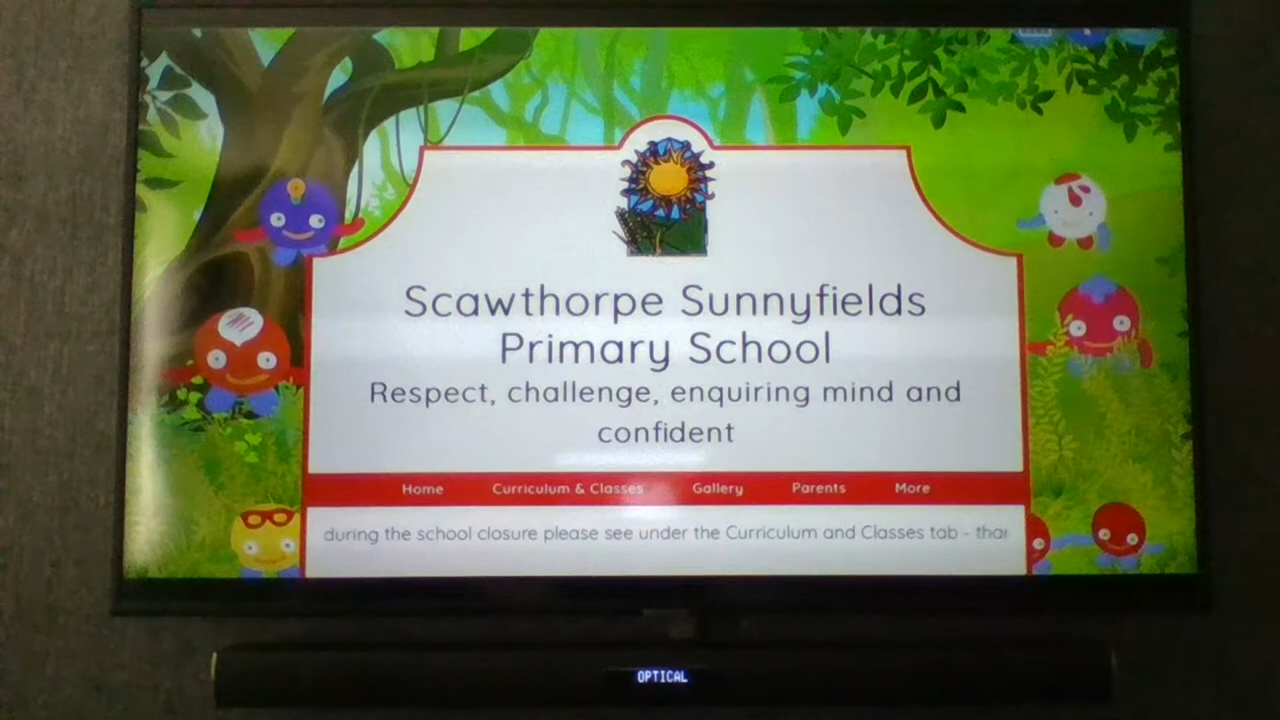 Scawthorpe Sunnyfields
Primary School
Respect, challenge, enquiring mind and
confident
Home Curriculum & Classes Gallery Parents More
during the school closure please see under the Curriculum and Classes tab -
OPTICAL